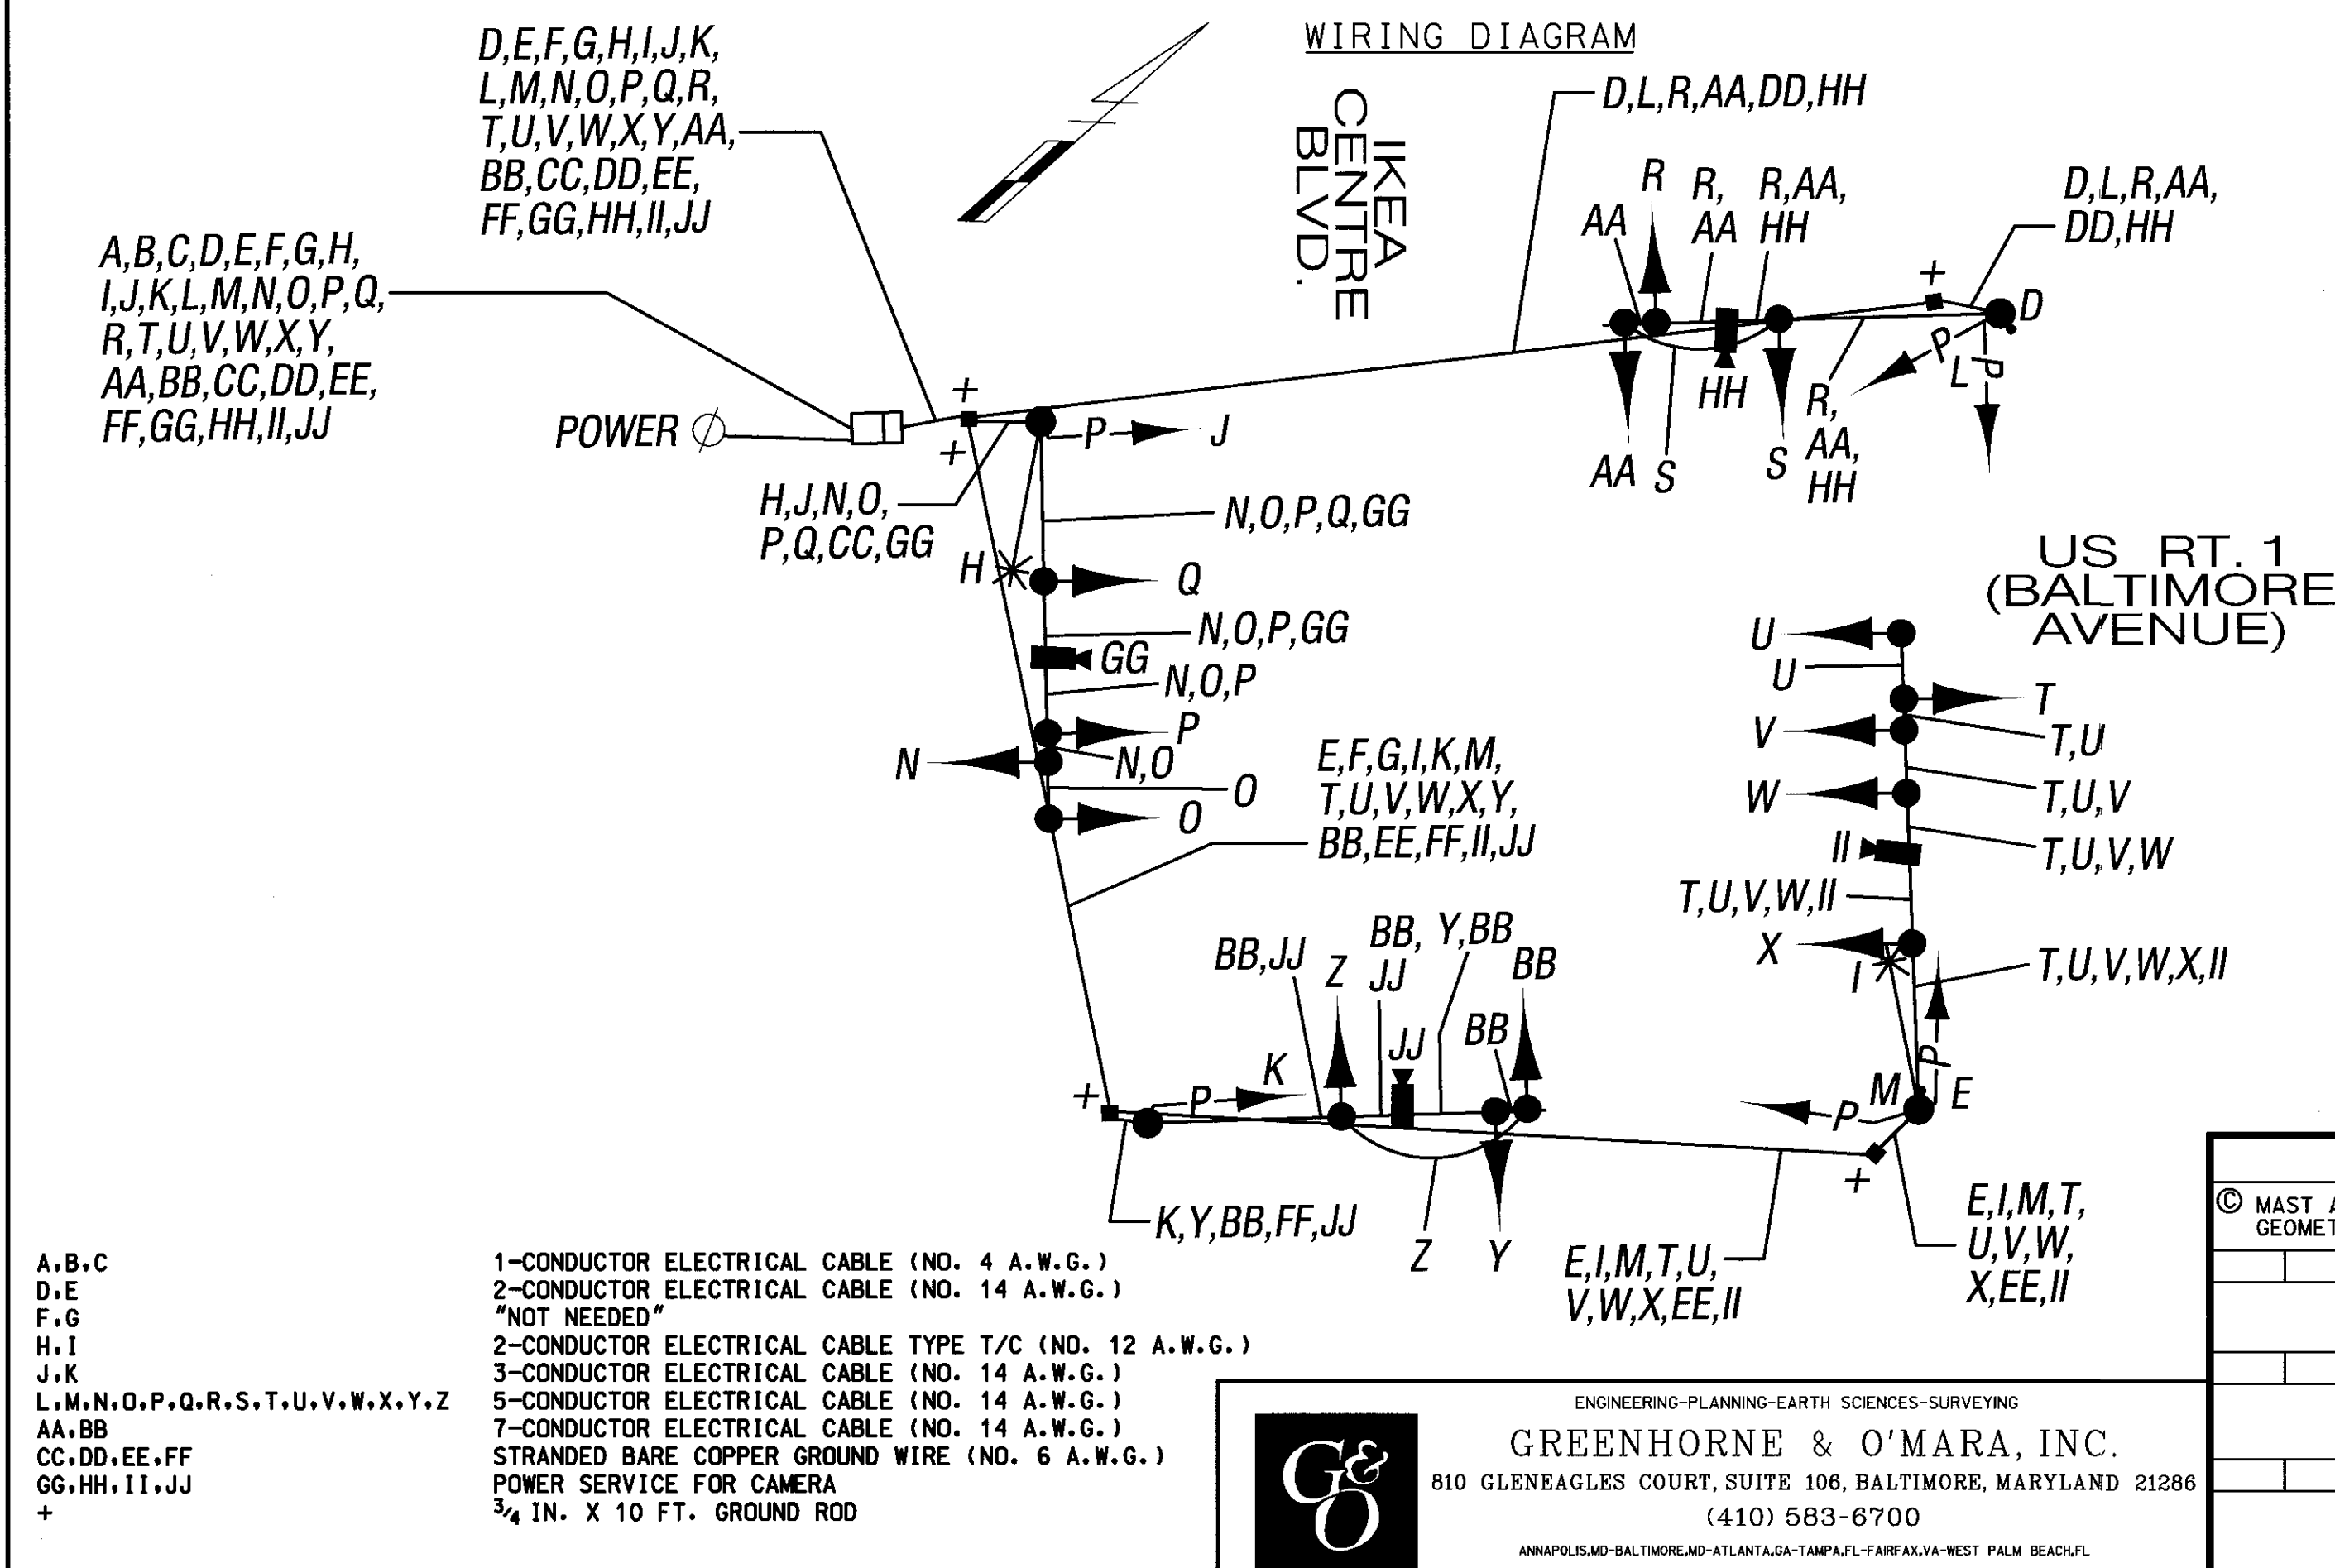 WIRING DIAGRAM
D,E,F,G,H,I,J,K,
L,M,N,O,P,Q,R,
T,U,V,W,X,Y,AA,
BB,CC,DD,EE,
FF,GG,HH,II,JJ
A,B,C,D,E,F,G,H,
I,J,K,L,M,N,O,P,Q,
R,T,U,V,W,X,Y,
AA,BB,CC,DD,EE,
FF,GG,HH,II,JJ
POWER
IKEA
CENTRE
BLVD.
D,L,R,AA,DD,HH
AA
R
R,
AA
R,AA,
HH
D,L,R,AA,
DD,HH
+
D
P
L
P
HH
AA
S
S
R,
AA,
HH
+
+
P
J
H,J,N,O,
P,Q,CC,GG
N,O,P,Q,GG
H
Q
N,O,P,GG
GG
N,O,P
P
N
N,O
O
O
US RT. 1
(BALTIMORE
AVENUE)
U
U
T
V
T,U
W
T,U,V
II
T,U,V,W
T,U,V,W,II
X
I
T,U,V,W,X,II
P
M
E
P
+
E,F,G,I,K,M,
T,U,V,W,X,Y,
BB,EE,FF,II,JJ
BB,JJ
Z
BB,
JJ
Y,BB
BB
JJ
BB
K
P
+
K,Y,BB,FF,JJ
Z
Y
E,I,M,T,U,
V,W,X,EE,II
E,I,M,T,
U,V,W,
X,EE,II
A,B,C 1-CONDUCTOR ELECTRICAL CABLE (NO. 4 A.W.G.)
D,E 2-CONDUCTOR ELECTRICAL CABLE (NO. 14 A.W.G.)
F,G "NOT NEEDED"
H,I 2-CONDUCTOR ELECTRICAL CABLE TYPE T/C (NO. 12 A.W.G.)
J,K 3-CONDUCTOR ELECTRICAL CABLE (NO. 14 A.W.G.)
L,M,N,O,P,Q,R,S,T,U,V,W,X,Y,Z 5-CONDUCTOR ELECTRICAL CABLE (NO. 14 A.W.G.)
AA,BB 7-CONDUCTOR ELECTRICAL CABLE (NO. 14 A.W.G.)
CC,DD,EE,FF STRANDED BARE COPPER GROUND WIRE (NO. 6 A.W.G.)
GG,HH,II,JJ POWER SERVICE FOR CAMERA
+ 3/4 IN. X 10 FT. GROUND ROD
G&O
ENGINEERING-PLANNING-EARTH SCIENCES-SURVEYING
GREENHORNE & O'MARA, INC.
810 GLENEAGLES COURT, SUITE 106, BALTIMORE, MARYLAND 21286
(410) 583-6700
ANNAPOLIS,MD-BALTIMORE,MD-ATLANTA,GA-TAMPA,FL-FAIRFAX,VA-WEST PALM BEACH,FL
© MAST